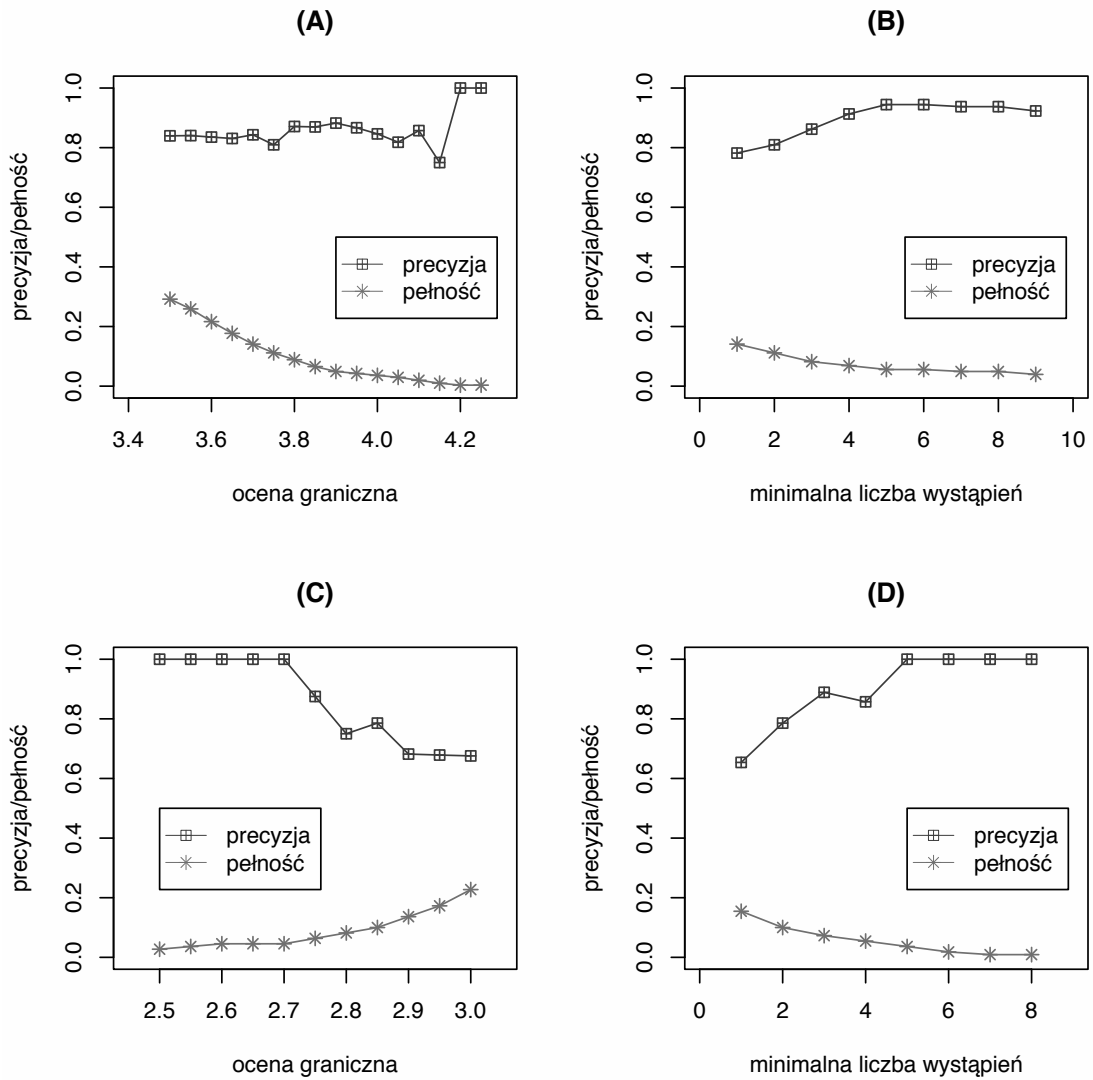 (A)
precyzja/pełność
1.0
0.8
0.6
0.4
0.2
0.0
precyzja
pełność
3.4 3.6 3.8 4.0 4.2
ocena graniczna
(B)
precyzja/pełność
1.0
0.8
0.6
0.4
0.2
0.0
precyzja
pełność
0 2 4 6 8 10
minimalna liczba wystąpień
(C)
precyzja/pełność
1.0
0.8
0.6
0.4
0.2
0.0
precyzja
pełność
2.5 2.6 2.7 2.8 2.9 3.0
ocena graniczna
(D)
precyzja/pełność
1.0
0.8
0.6
0.4
0.2
0.0
precyzja
pełność
0 2 4 6 8
minimalna liczba wystąpień